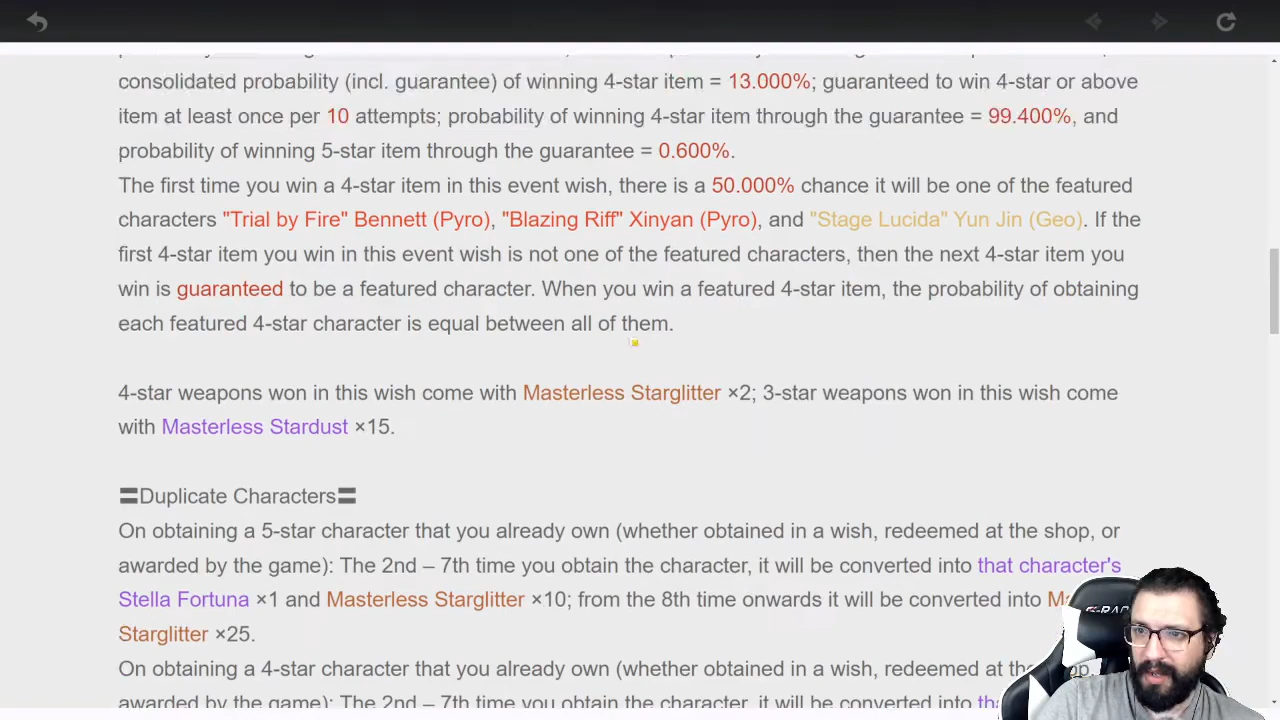 consolidated probability (incl. guarantee) of winning 4-star item = 13.000%; guaranteed to win 4-star or above
item at least once per 10 attempts; probability of winning 4-star item through the guarantee = 99.400%, and
probability of winning 5-star item through the guarantee = 0.600%.
The first time you win a 4-star item in this event wish, there is a 50.000% chance it will be one of the featured
characters "Trial by Fire" Bennett (Pyro), "Blazing Riff" Xinyan (Pyro), and "Stage Lucida" Yun Jin (Geo). If the
first 4-star item you win in this event wish is not one of the featured characters, then the next 4-star item you
win is guaranteed to be a featured character. When you win a featured 4-star item, the probability of obtaining
each featured 4-star character is equal between all of them.
4-star weapons won in this wish come with Masterless Starglitter ×2; 3-star weapons won in this wish come
with Masterless Stardust ×15.
〓Duplicate Characters〓
On obtaining a 5-star character that you already own (whether obtained in a wish, redeemed at the shop, or
awarded by the game): The 2nd – 7th time you obtain the character, it will be converted into that character's
Stella Fortuna ×1 and Masterless Starglitter ×10; from the 8th time onwards it will be converted into
Starglitter ×25.
On obtaining a 4-star character that you already own (whether obtained in a wish, redeemed at the
awarded by the game): The 2nd – 7th time you obtain the character, it will be converted into